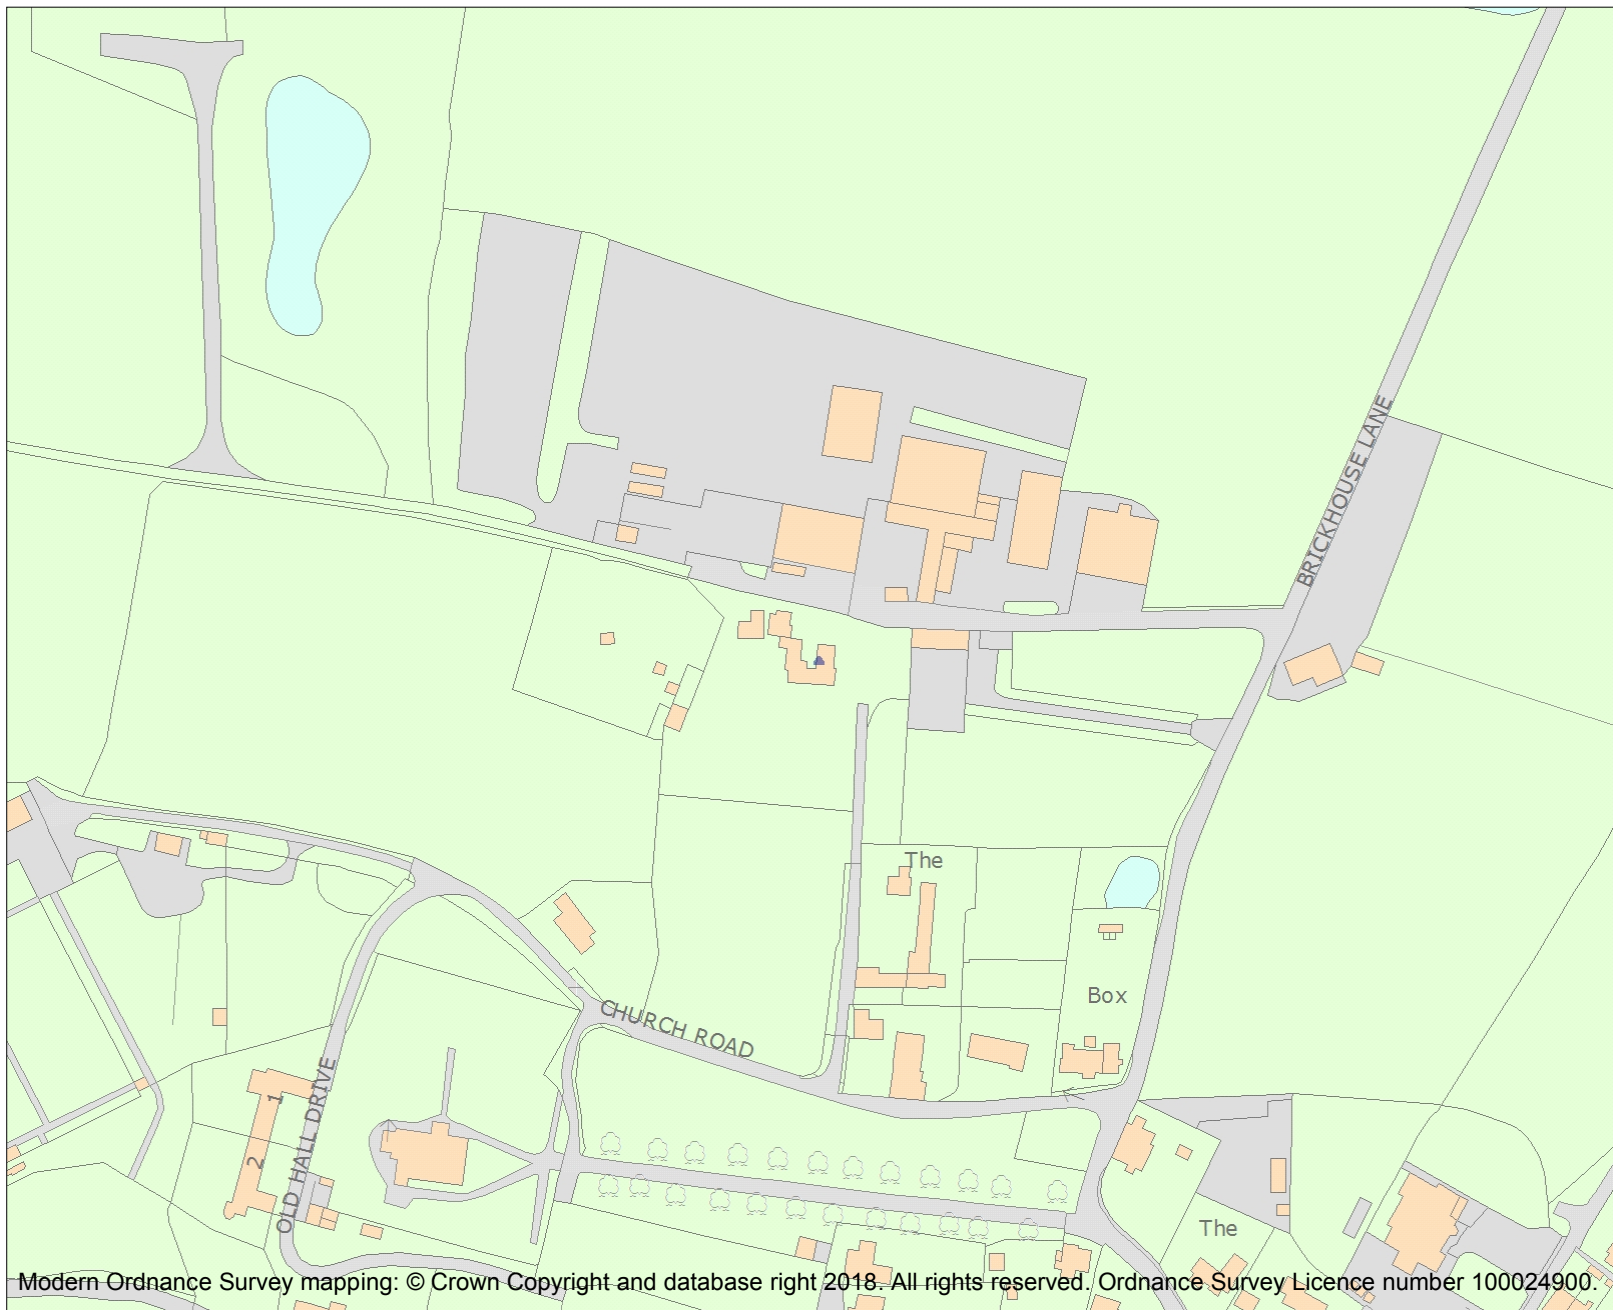 BRICKHOUSE LANE
The
Box
CHURCH ROAD
1
2
OLD HALL DRIVE
The
Modern Ordnance Survey mapping: © Crown Copyright and database right 2018. All rights reserved. Ordnance Survey Licence number 100024900.